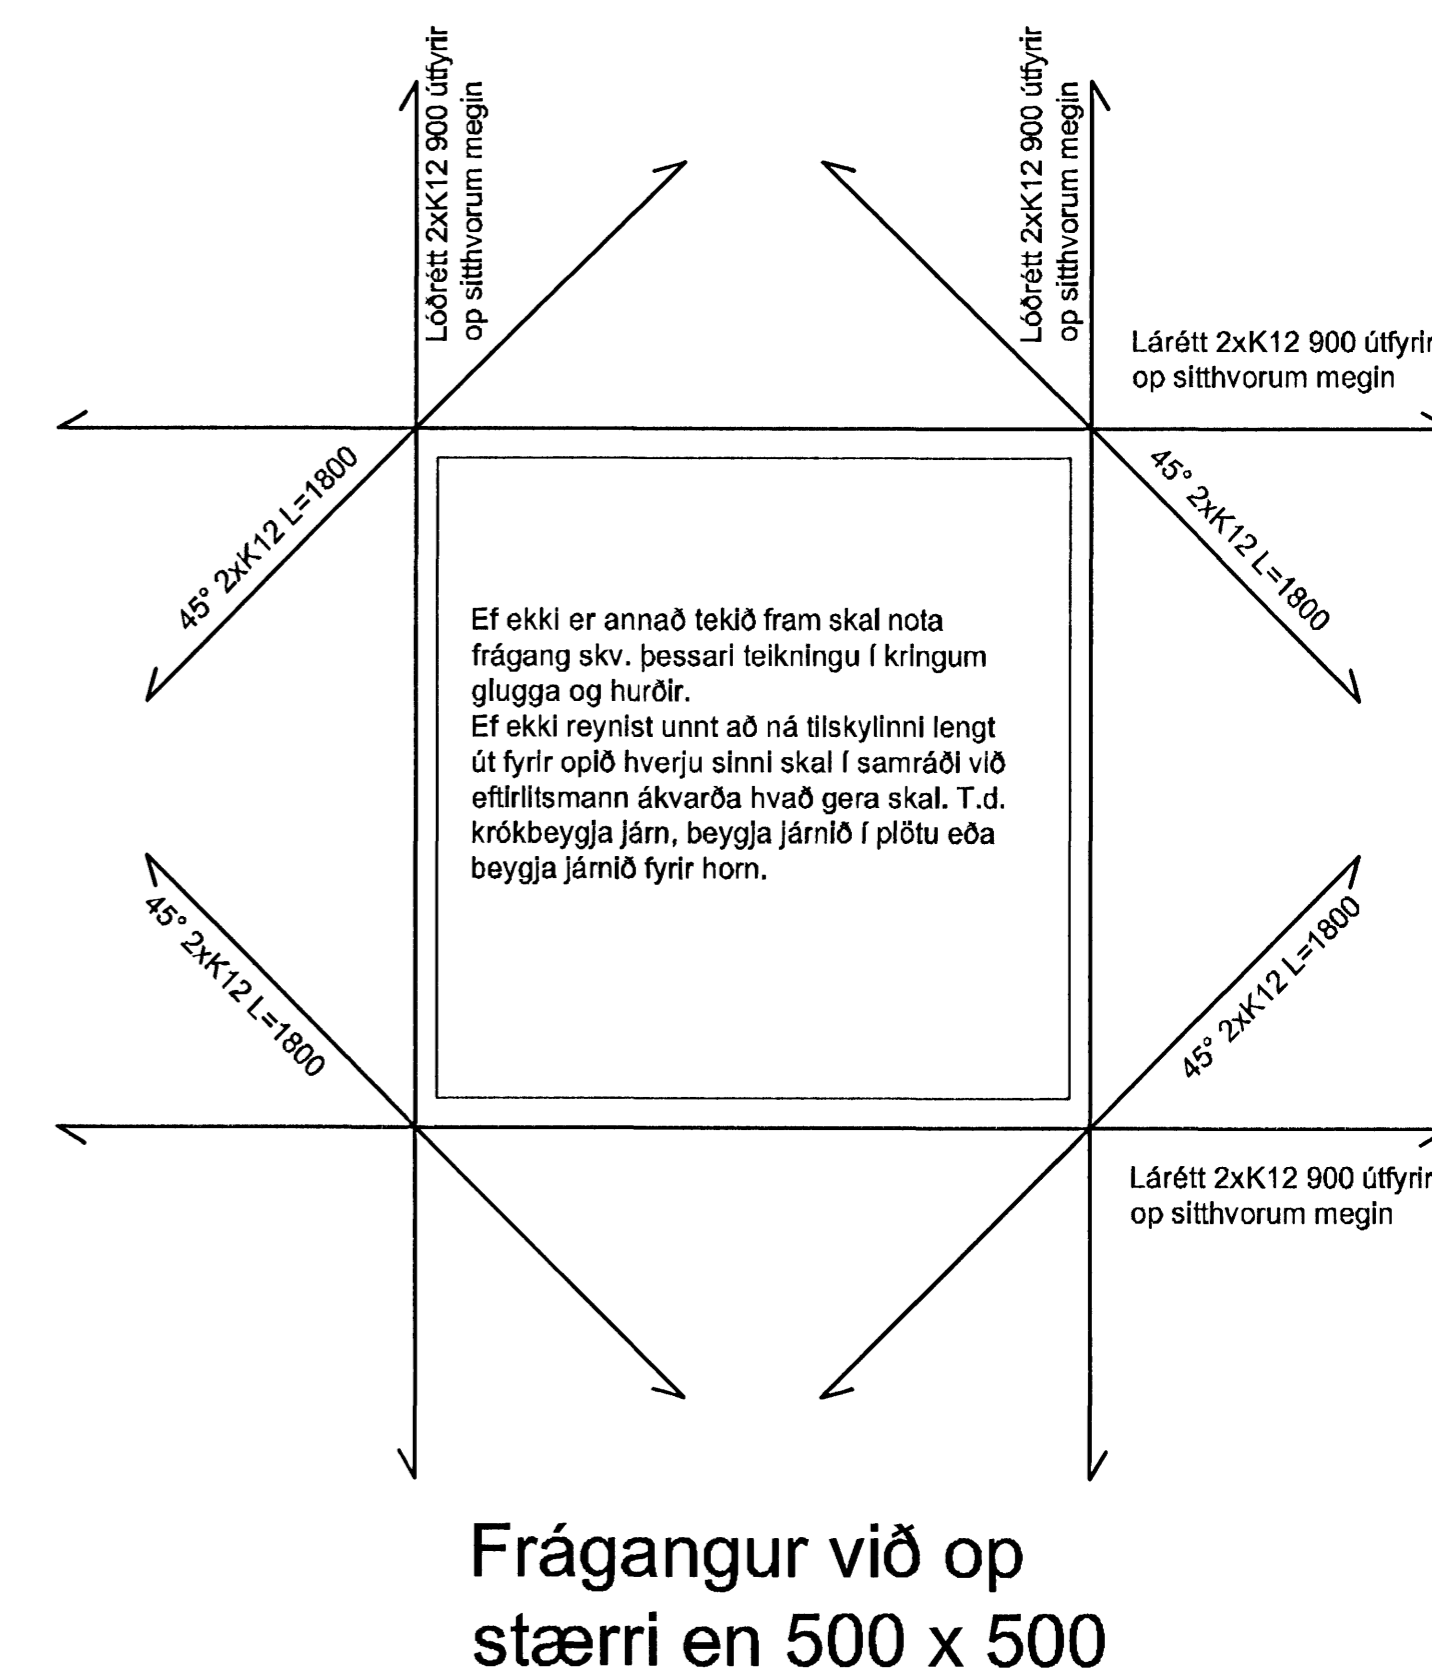 Lóðrétt 2xK12 900 útfyrir
op sitthvorum megin
Lóðrétt 2xK12 900 útfyrir
op sitthvorum megin
Lárétt 2xK12 900 útfyrir
op sitthvorum megin
45° 2xK12 L=1800
45° 2xK12 L=1800
Ef ekki er annað tekið fram skal nota
frágang skv. þessari teikningu í kringum
glugga og hurðir.
Ef ekki reynist unnt að ná tilskylinni lengt
út fyrir opið hverju sinni skal í samráði við
eftirlitsmann ákvarða hvað gera skal. T.d.
krókbeygja járn, beygja járnið í plötu eða
beygja járnið fyrir horn.
45° 2xK12 L=1800
45° 2xK12 L=1800
Lárétt 2xK12 900 útfyrir
op sitthvorum megin
Frágangur við op
stærri en 500 x 500